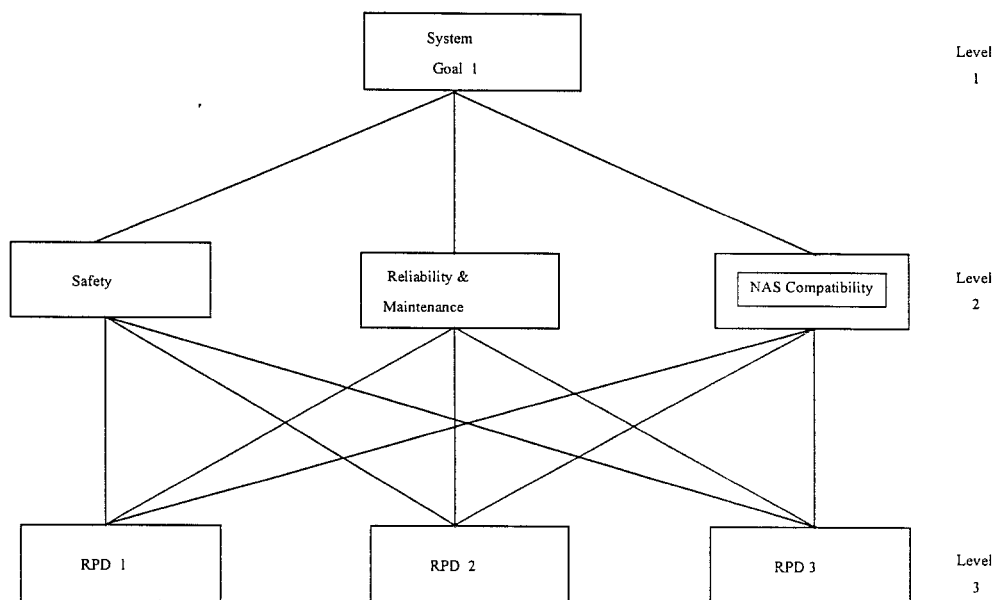 System
Goal 1
Level
1
Safety
Reliability &
Maintenance
NAS Compatibility
Level
2
RPD 1
RPD 2
RPD 3
Level
3